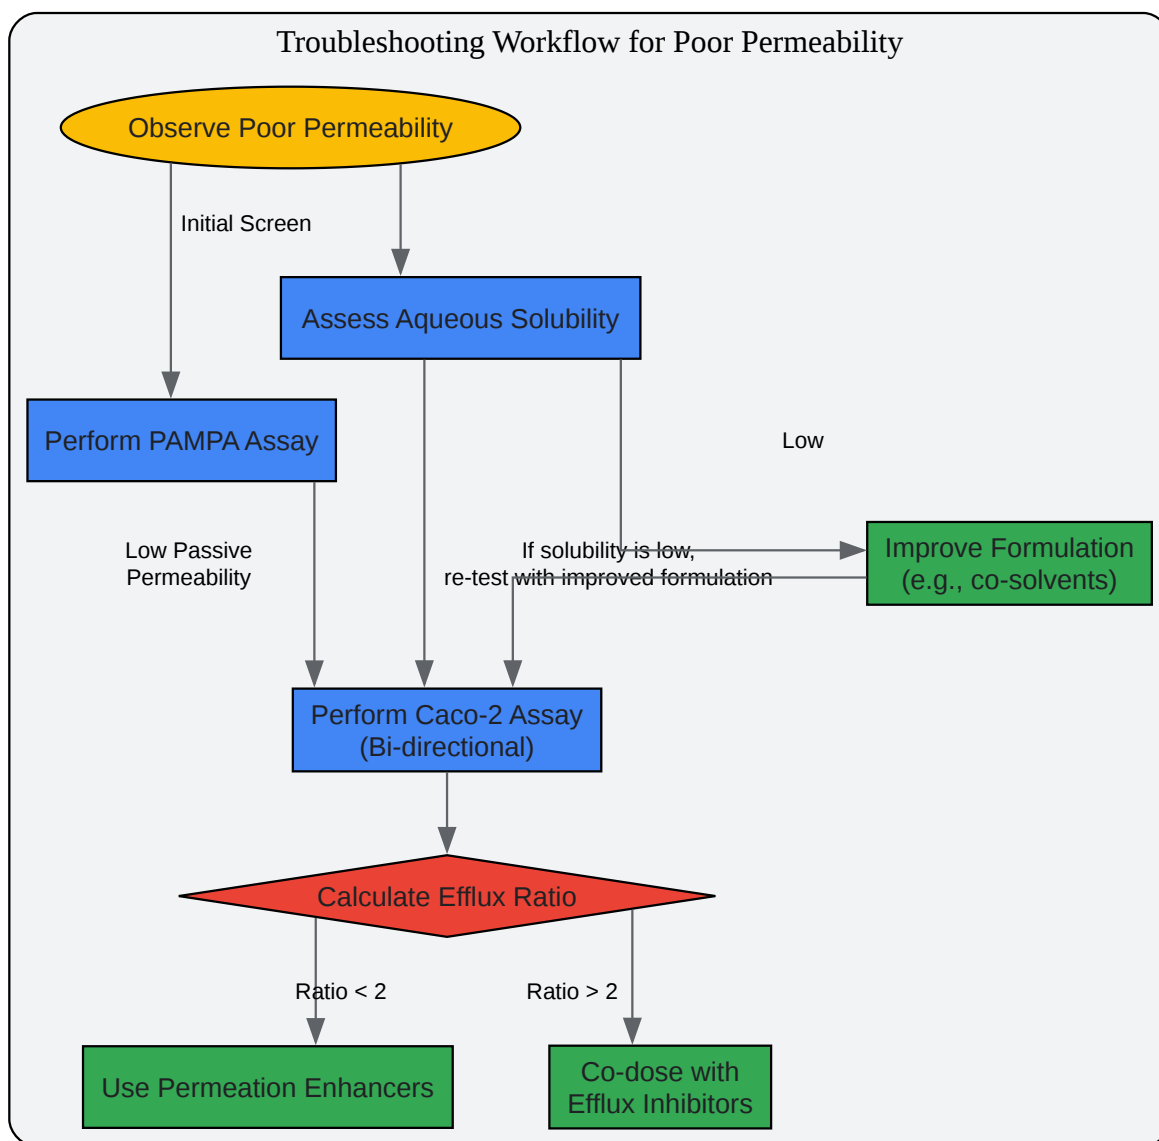 Troubleshooting Workflow for Poor Permeability
Observe Poor Permeability
Initial Screen
Assess Aqueous Solubility
Perform PAMPA Assay
Low
Low Passive
Permeability
If solubility is low,
re-test with improved formulation
Improve Formulation
(e.g., co-solvents)
Perform Caco-2 Assay
(Bi-directional)
Calculate Efflux Ratio
Ratio < 2
Ratio > 2
Use Permeation Enhancers
Co-dose with
Efflux Inhibitors